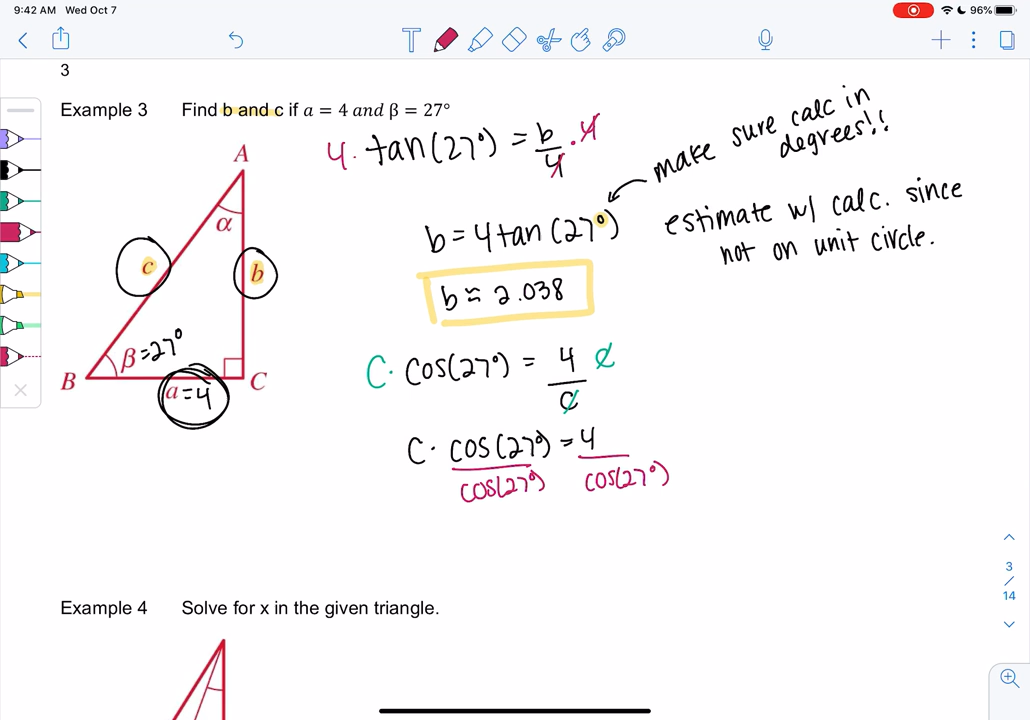 9:42 AM Wed Oct 7
96%
T
3
Example 3 Find b and c if a = 4 and β = 27°
4 · tan(27°) = b/4 · 4
make sure calc in
degrees!!
b = 4tan(27°)
estimate w/ calc. since
not on unit circle.
b ≈ 2.038
A
α
c
b
β=27°
B
a=4
C
C · cos(27°) = 4/c c
C · cos(27°) = 4
cos(27°) cos(27°)
3
/
14
Example 4 Solve for x in the given triangle.